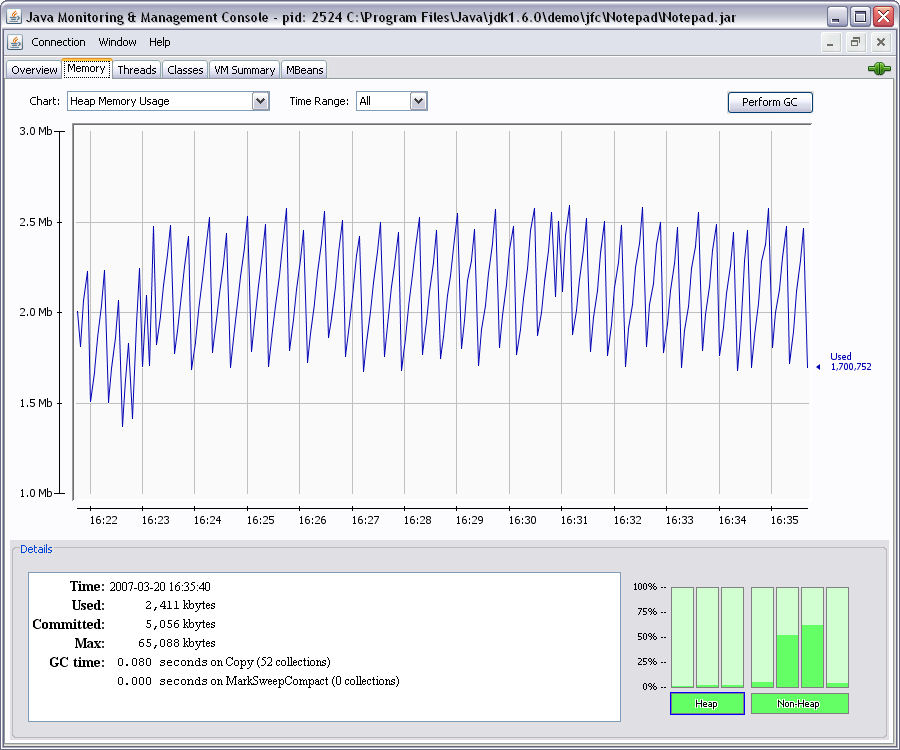 Java Monitoring & Management Console - pid: 2524 C:\Program Files\Java\jdk1.6.0\demo\jfc\Notepad\Notepad.jar
Connection Window Help
Overview Memory Threads Classes VM Summary MBeans
Chart: Heap Memory Usage Time Range: All Perform GC
3.0 Mb
2.5 Mb
2.0 Mb
Used
1,700,752
1.5 Mb
1.0 Mb
16:22 16:23 16:24 16:25 16:26 16:27 16:28 16:29 16:30 16:31 16:32 16:33 16:34 16:35
Details
Time: 2007-03-20 16:35:40
Used: 2,411 kbytes
Committed: 5,056 kbytes
Max: 65,088 kbytes
GC time: 0.080 seconds on Copy (52 collections)
0.000 seconds on MarkSweepCompact (0 collections)
100% --
75% --
50% --
25% --
0% --
Heap Non-Heap